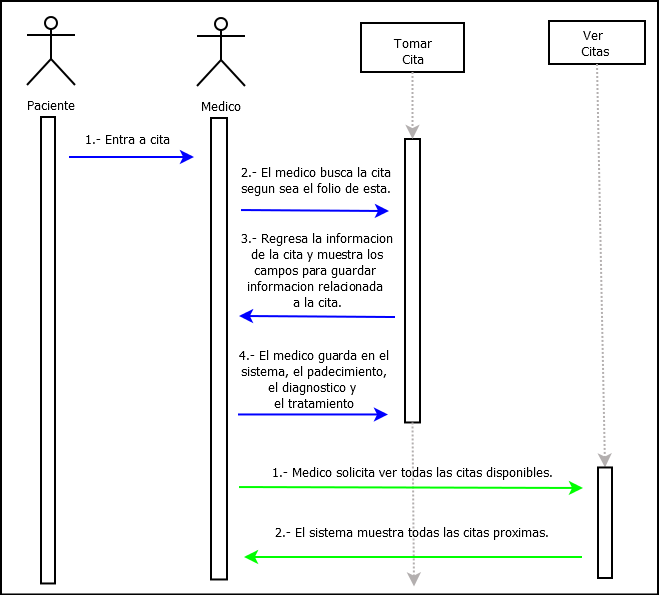 Tomar
Cita
Ver
Citas
Paciente
Medico
1.- Entra a cita
2.- El medico busca la cita
segun sea el folio de esta.
3.- Regresa la informacion
de la cita y muestra los
campos para guardar
informacion relacionada
a la cita.
4.- El medico guarda en el
sistema, el padecimiento,
el diagnostico y
el tratamiento
1.- Medico solicita ver todas las citas disponibles.
2.- El sistema muestra todas las citas proximas.